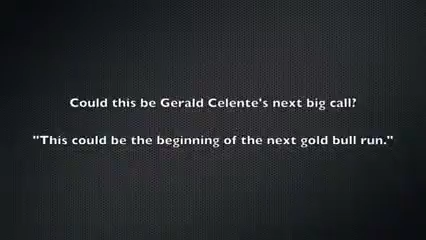 Could this be Gerald Celente's next big call?
"This could be the beginning of the next gold bull run."